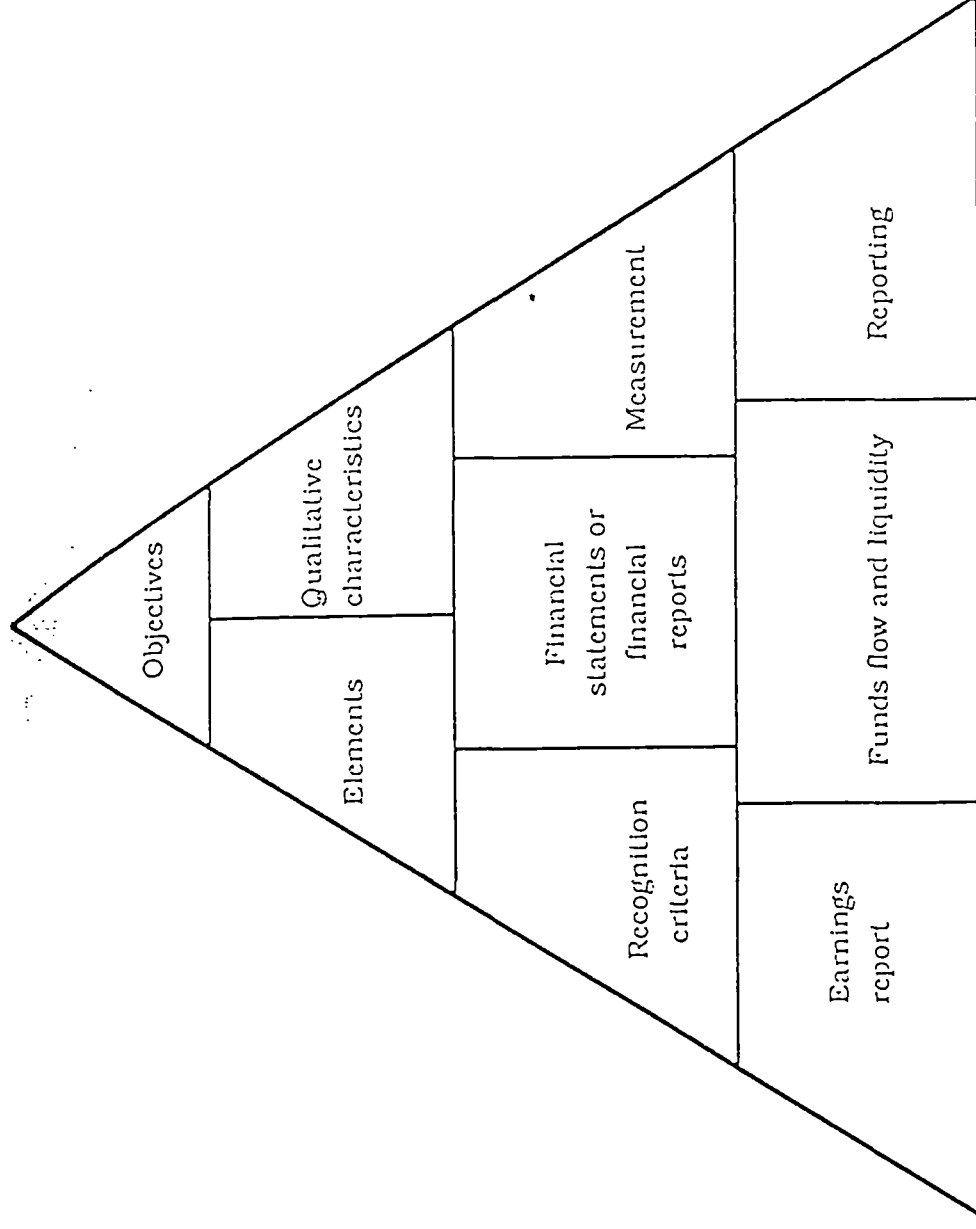 Objectives
Elements
Qualitative
characteristics
Recognition
criteria
Financial
statements or
financial
reports
Measurement
Earnings
report
Funds flow and liquidity
Reporting